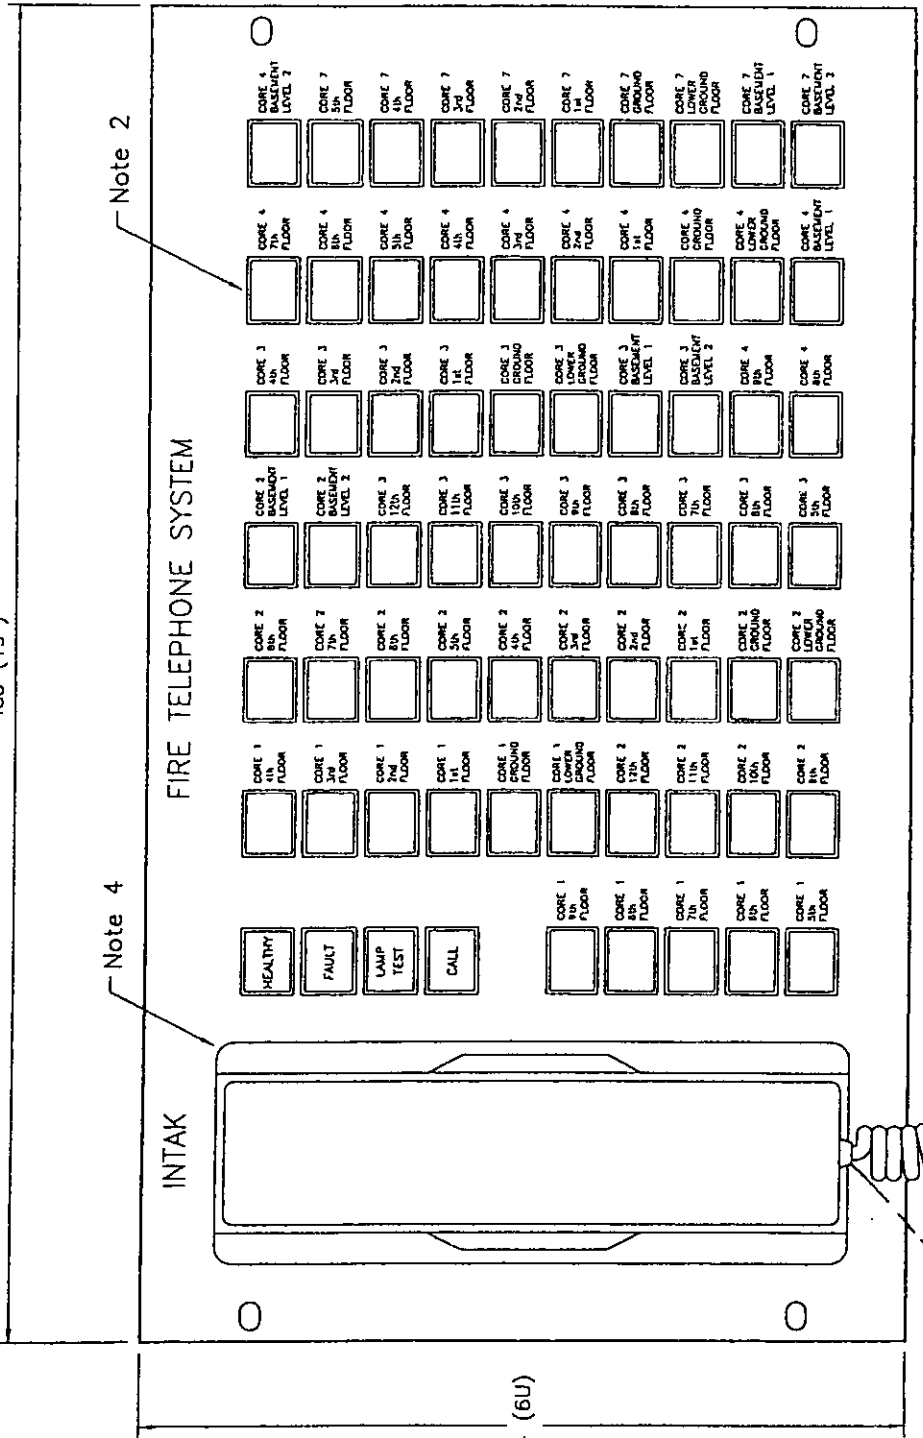 (19")
Note 4
Note 2
(6U)
INTAK
FIRE TELEPHONE SYSTEM
HEALTHY
CORE 1
4th
FLOOR
CORE 2
8th
FLOOR
CORE 2
BASEMENT
LEVEL 1
CORE 3
4th
FLOOR
CORE 4
7th
FLOOR
CORE 4
BASEMENT
LEVEL 2
FAULT
CORE 1
3rd
FLOOR
CORE 2
7th
FLOOR
CORE 2
BASEMENT
LEVEL 2
CORE 3
3rd
FLOOR
CORE 4
6th
FLOOR
CORE 7
5th
FLOOR
LAMP
TEST
CORE 1
2nd
FLOOR
CORE 2
6th
FLOOR
CORE 3
12th
FLOOR
CORE 3
2nd
FLOOR
CORE 4
5th
FLOOR
CORE 7
4th
FLOOR
CALL
CORE 1
1st
FLOOR
CORE 2
5th
FLOOR
CORE 3
11th
FLOOR
CORE 3
1st
FLOOR
CORE 4
4th
FLOOR
CORE 7
3rd
FLOOR
CORE 1
GROUND
FLOOR
CORE 2
4th
FLOOR
CORE 3
10th
FLOOR
CORE 3
GROUND
FLOOR
CORE 4
3rd
FLOOR
CORE 7
2nd
FLOOR
CORE 1
9th
FLOOR
CORE 1
LOWER
GROUND
FLOOR
CORE 2
3rd
FLOOR
CORE 3
9th
FLOOR
CORE 3
LOWER
GROUND
FLOOR
CORE 4
2nd
FLOOR
CORE 7
1st
FLOOR
CORE 1
8th
FLOOR
CORE 2
12th
FLOOR
CORE 2
2nd
FLOOR
CORE 3
8th
FLOOR
CORE 3
BASEMENT
LEVEL 1
CORE 4
1st
FLOOR
CORE 7
GROUND
FLOOR
CORE 1
7th
FLOOR
CORE 2
11th
FLOOR
CORE 2
1st
FLOOR
CORE 3
7th
FLOOR
CORE 3
BASEMENT
LEVEL 2
CORE 4
GROUND
FLOOR
CORE 7
LOWER
GROUND
FLOOR
CORE 1
6th
FLOOR
CORE 2
10th
FLOOR
CORE 2
GROUND
FLOOR
CORE 3
6th
FLOOR
CORE 4
9th
FLOOR
CORE 4
LOWER
GROUND
FLOOR
CORE 7
BASEMENT
LEVEL 1
CORE 1
5th
FLOOR
CORE 2
9th
FLOOR
CORE 2
LOWER
GROUND
FLOOR
CORE 3
5th
FLOOR
CORE 4
8th
FLOOR
CORE 4
BASEMENT
LEVEL 1
CORE 7
BASEMENT
LEVEL 2